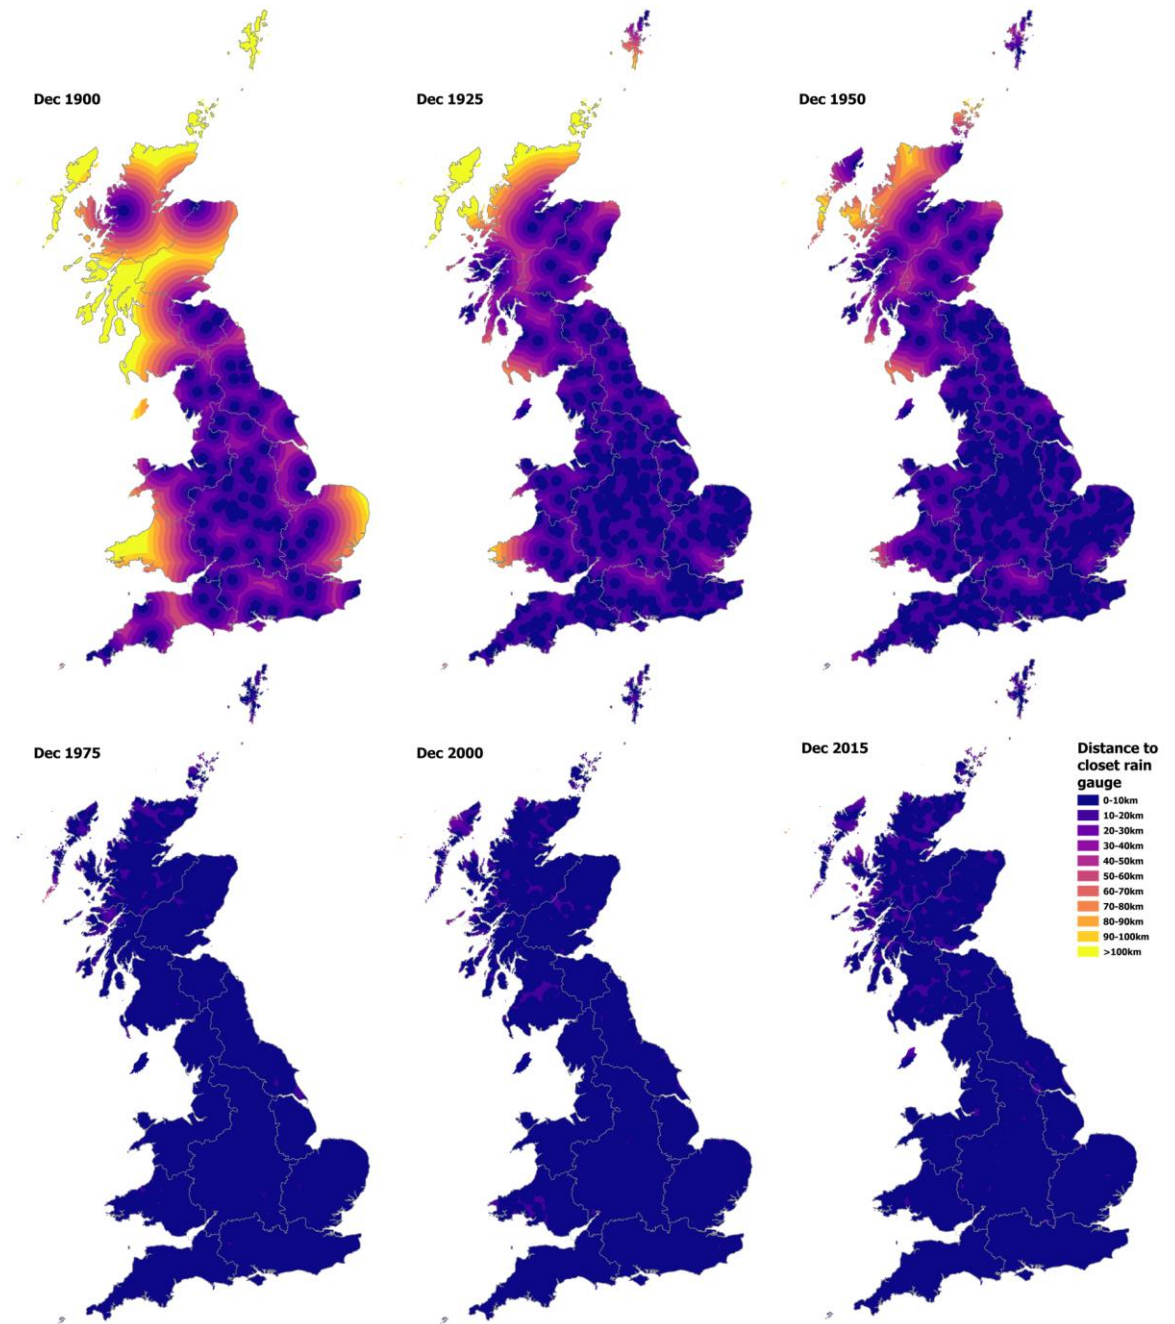 Dec 1900
Dec 1925
Dec 1950
Dec 1975
Dec 2000
Dec 2015
Distance to
closet rain
gauge
0-10km
10-20km
20-30km
30-40km
40-50km
50-60km
60-70km
70-80km
80-90km
90-100km
>100km